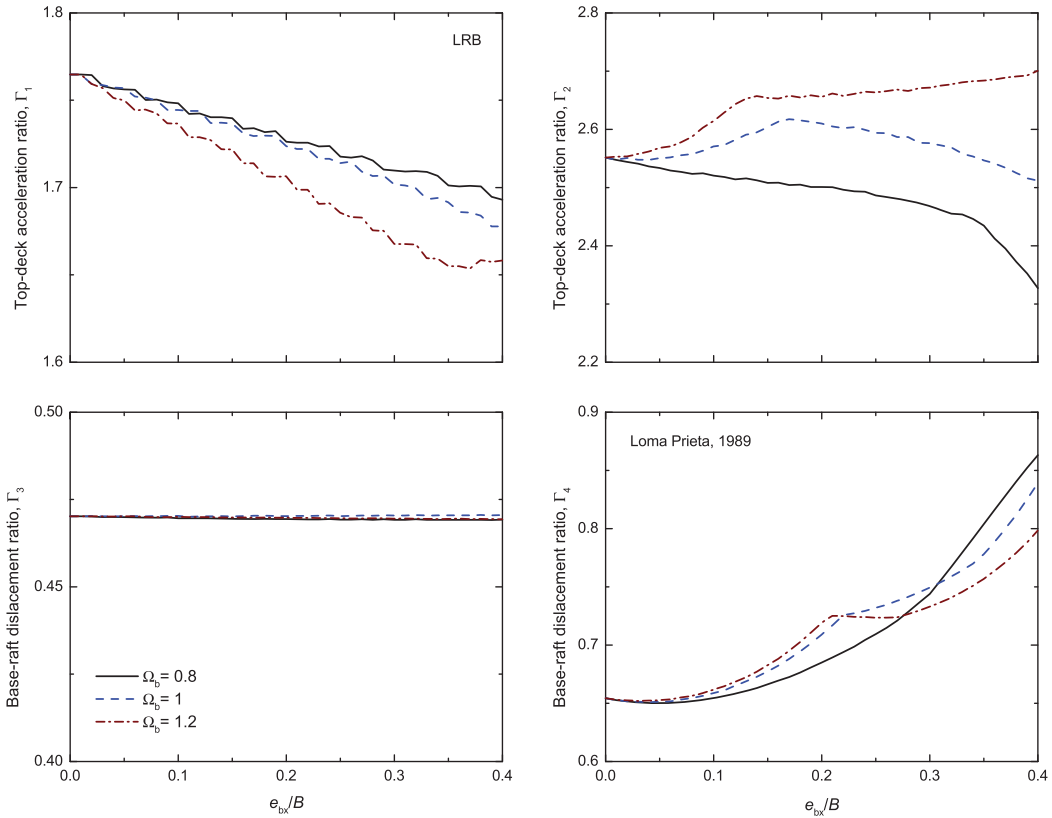 1.8
LRB
1.7
1.6
Top-deck acceleration ratio, Γ1
2.8
2.6
2.4
2.2
Top-deck acceleration ratio, Γ2
0.50
0.45
0.40
Base-raft dislacement ratio, Γ3
Ωb= 0.8
Ωb= 1
Ωb= 1.2
0.0 0.1 0.2 0.3 0.4
ebx/B
0.9
Loma Prieta, 1989
0.8
0.7
0.6
Base-raft dislacement ratio, Γ4
0.0 0.1 0.2 0.3 0.4
ebx/B